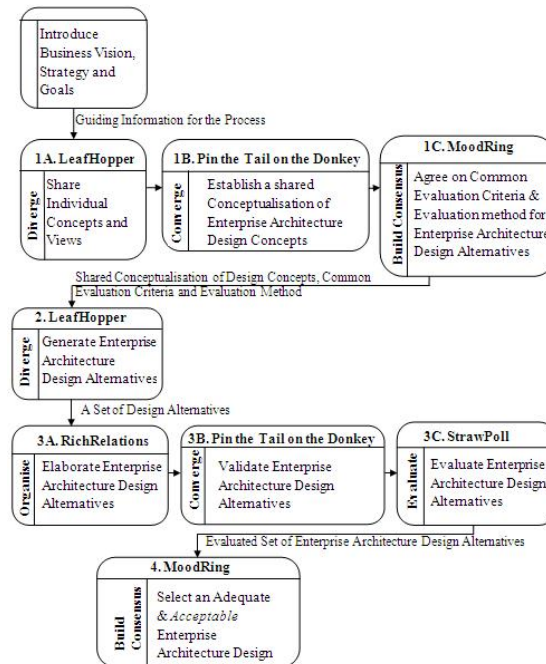 Introduce
Business Vision,
Strategy and
Goals
Guiding Information for the Process
1A. LeafHopper
Diverge
Share
Individual
Concepts and
Views
1B. Pin the Tail on the Donkey
Converge
Establish a shared
Conceptualisation of
Enterprise Architecture
Design Concepts
1C. MoodRing
Build Consensus
Agree on Common
Evaluation Criteria &
Evaluation method for
Enterprise Architecture
Design Alternatives
Shared Conceptualisation of Design Concepts, Common
Evaluation Criteria and Evaluation Method
2. LeafHopper
Diverge
Generate Enterprise
Architecture
Design Alternatives
A Set of Design Alternatives
3A. RichRelations
Organise
Elaborate Enterprise
Architecture Design
Alternatives
3B. Pin the Tail on the Donkey
Converge
Validate Enterprise
Architecture Design
Alternatives
3C. StrawPoll
Evaluate
Evaluate Enterprise
Architecture Design
Alternatives
Evaluated Set of Enterprise Architecture Design Alternatives
4. MoodRing
Build
Consensus
Select an Adequate
& Acceptable
Enterprise
Architecture Design